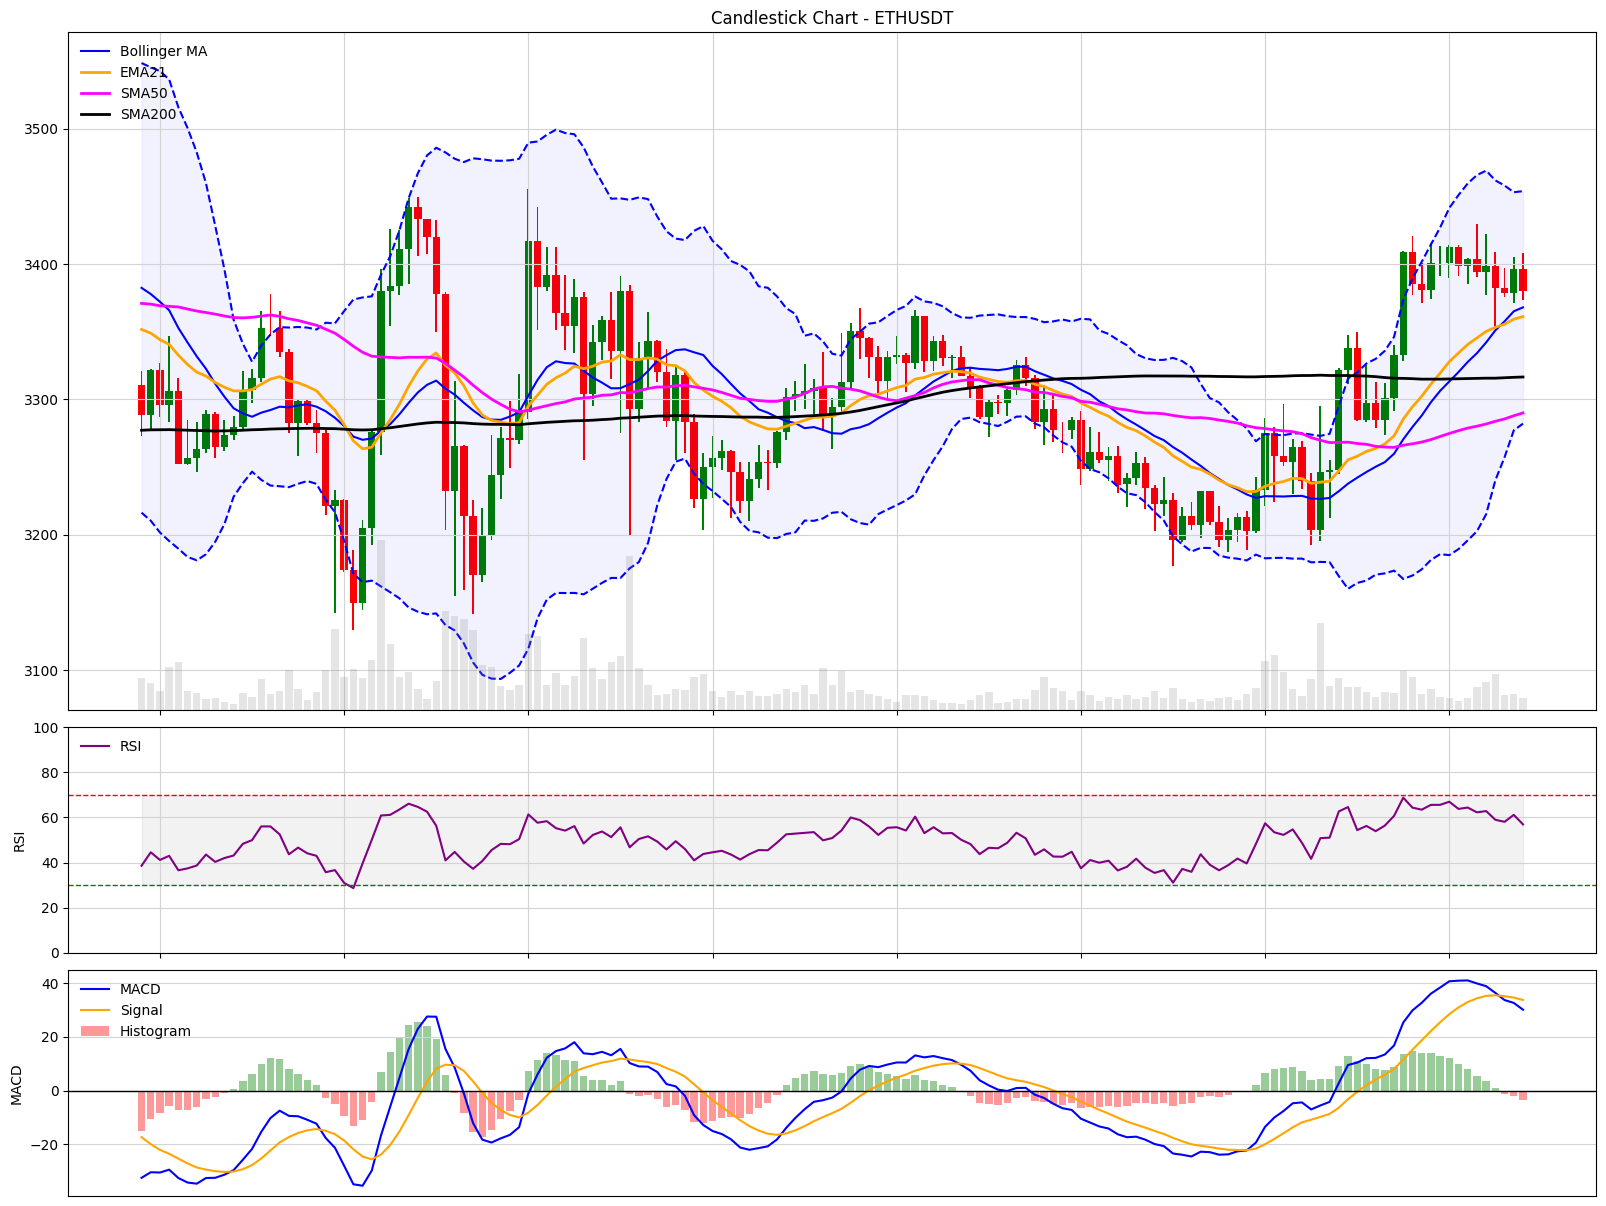 Candlestick Chart - ETHUSDT
Bollinger MA
EMA21
SMA50
SMA200
3500
3400
3300
3200
3100
100
80
60
40
20
0
RSI
RSI
40
20
0
−20
MACD
MACD
Signal
Histogram